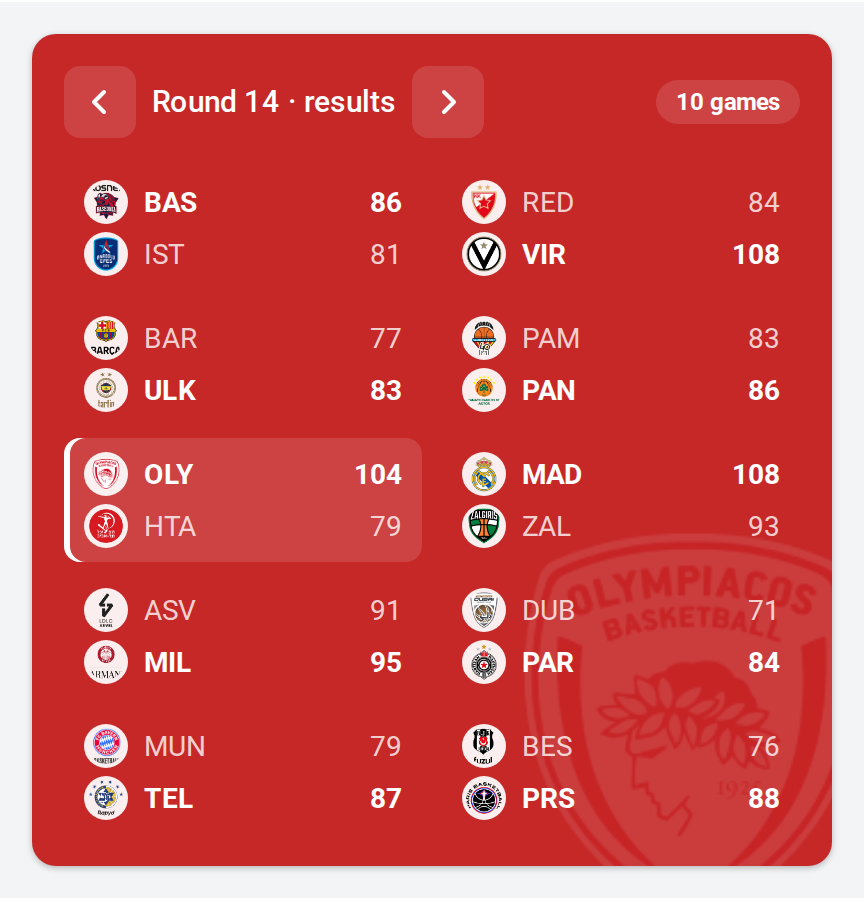 Round 14 · results
10 games
BAS 86
IST 81
RED 84
VIR 108
BAR 77
ULK 83
PAM 83
PAN 86
OLY 104
HTA 79
MAD 108
ZAL 93
ASV 91
MIL 95
DUB 71
PAR 84
MUN 79
TEL 87
BES 76
PRS 88
OLYMPIACOS
BASKETBALL
BARÇA
ZALGIRIS